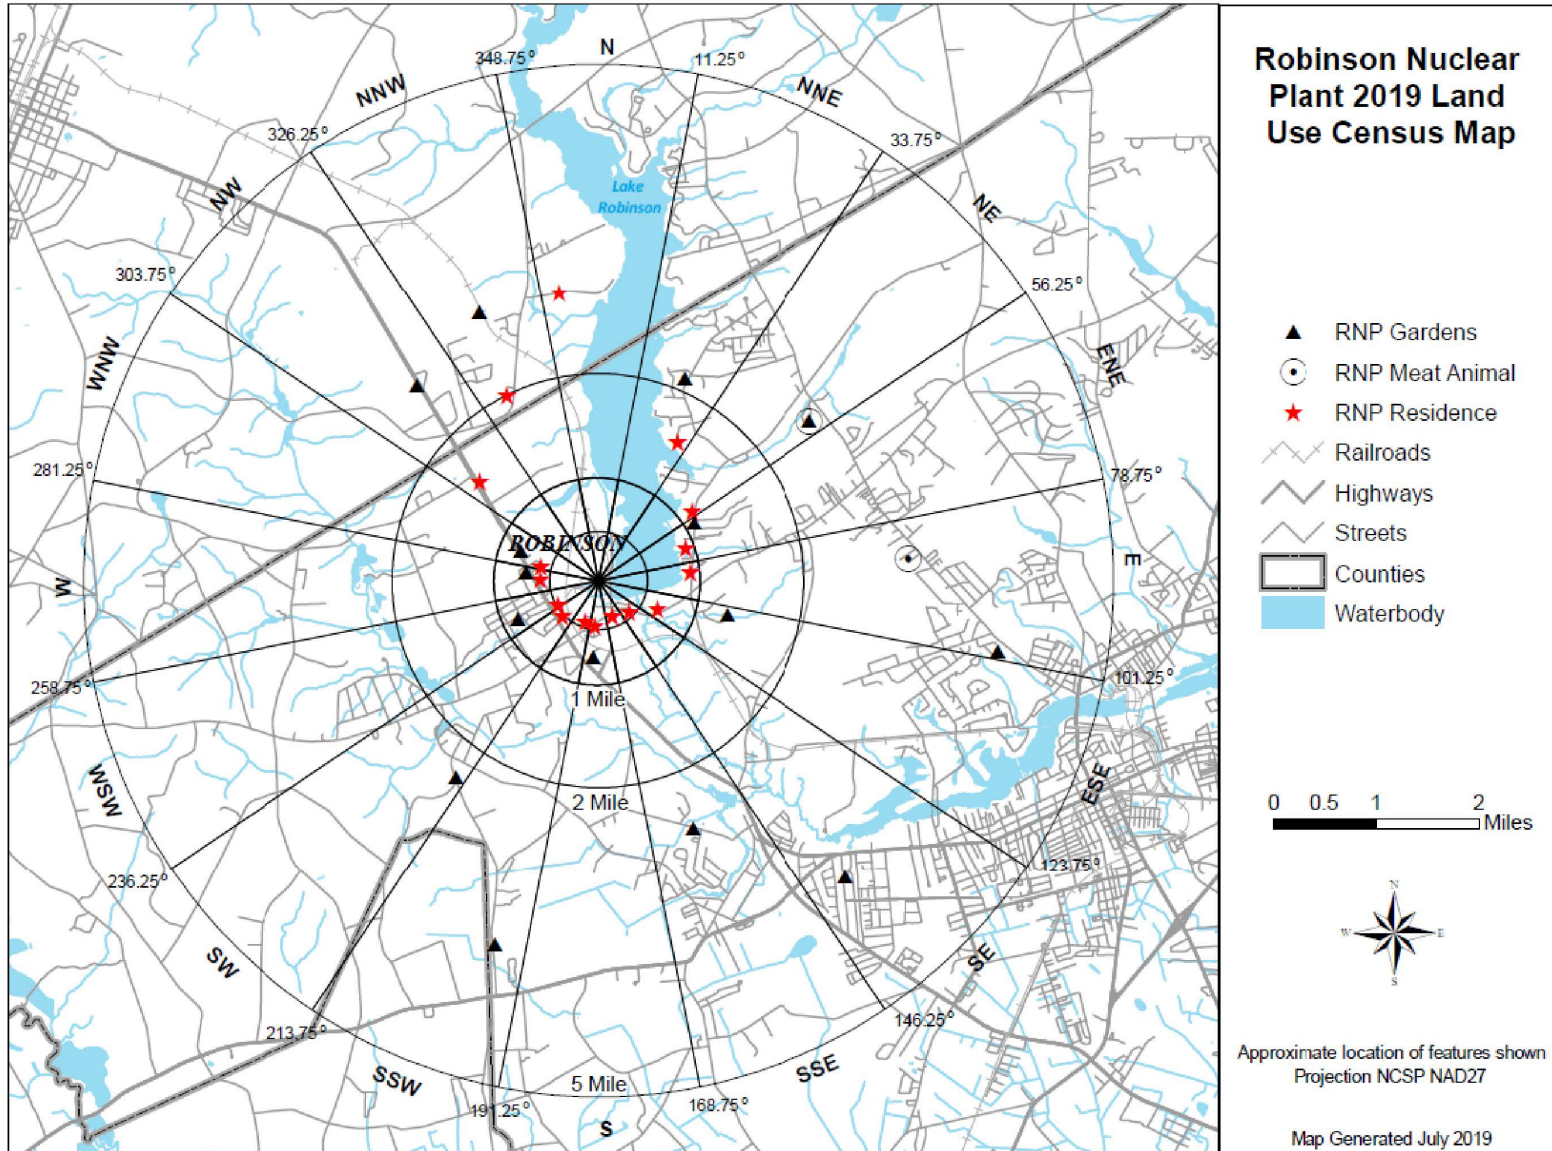 Robinson Nuclear
Plant 2019 Land
Use Census Map
N
348.75°
11.25°
NNW
NNE
326.25°
33.75°
NW
NE
Lake
Robinson
303.75°
56.25°
WNW
ENE
281.25°
78.75°
ROBINSON
W
E
258.75°
101.25°
1 Mile
WSW
ESE
2 Mile
236.25°
123.75°
SW
SE
213.75°
146.25°
SSW
SSE
5 Mile
191.25°
168.75°
S
RNP Gardens
RNP Meat Animal
RNP Residence
Railroads
Highways
Streets
Counties
Waterbody
0 0.5 1 2
Miles
N
W E
S
Approximate location of features shown
Projection NCSP NAD27
Map Generated July 2019